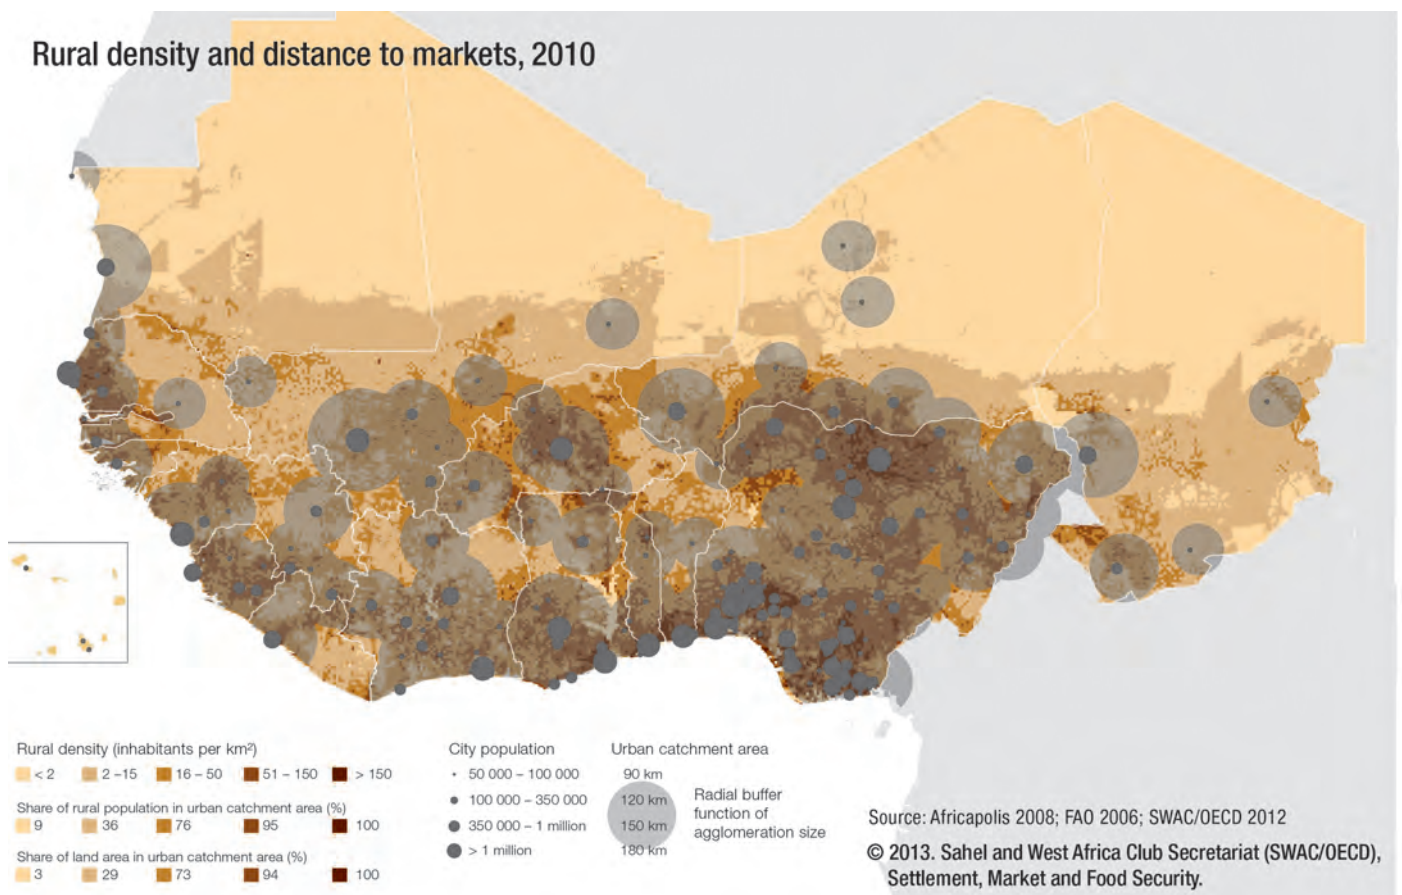 Rural density and distance to markets, 2010
Rural density (inhabitants per km²)
< 2 2 –15 16 – 50 51 – 150 > 150
Share of rural population in urban catchment area (%)
9 36 76 95 100
Share of land area in urban catchment area (%)
3 29 73 94 100
City population
50 000 – 100 000
100 000 – 350 000
350 000 – 1 million
> 1 million
Urban catchment area
90 km
120 km
150 km
180 km
Radial buffer
function of
agglomeration size
Source: Africapolis 2008; FAO 2006; SWAC/OECD 2012
© 2013. Sahel and West Africa Club Secretariat (SWAC/OECD),
Settlement, Market and Food Security.